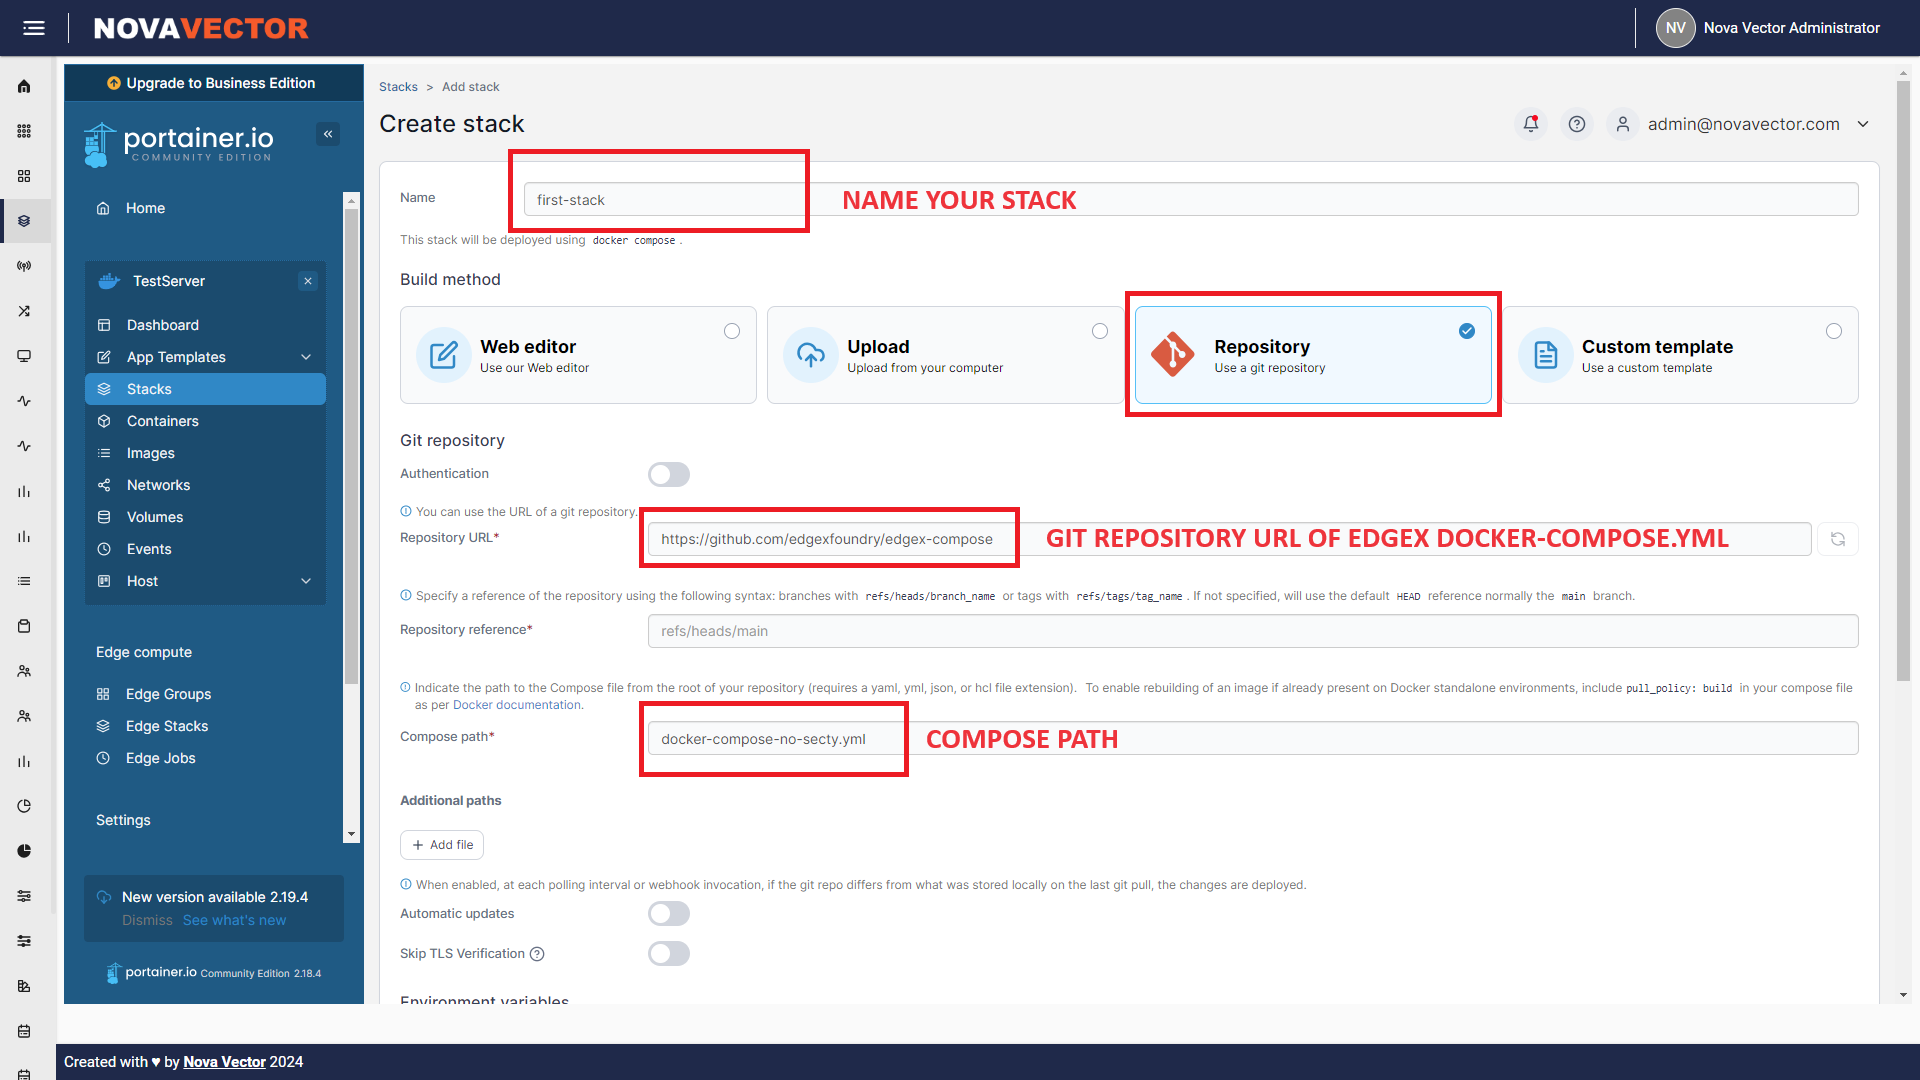 NOVAVECTOR
NV Nova Vector Administrator
Upgrade to Business Edition
portainer.io
COMMUNITY EDITION
Home
TestServer
Dashboard
App Templates
Stacks
Containers
Images
Networks
Volumes
Events
Host
Edge compute
Edge Groups
Edge Stacks
Edge Jobs
Settings
New version available 2.19.4
Dismiss See what's new
portainer.io Community Edition 2.18.4
Stacks > Add stack
Create stack
admin@novavector.com
Name
first-stack
NAME YOUR STACK
This stack will be deployed using docker compose .
Build method
Web editor
Use our Web editor
Upload
Upload from your computer
Repository
Use a git repository
Custom template
Use a custom template
Git repository
Authentication
You can use the URL of a git repository.
Repository URL*
https://github.com/edgexfoundry/edgex-compose
GIT REPOSITORY URL OF EDGEX DOCKER-COMPOSE.YML
Specify a reference of the repository using the following syntax: branches with refs/heads/branch_name or tags with refs/tags/tag_name . If not specified, will use the default HEAD reference normally the main branch.
Repository reference*
refs/heads/main
Indicate the path to the Compose file from the root of your repository (requires a yaml, yml, json, or hcl file extension). To enable rebuilding of an image if already present on Docker standalone environments, include pull_policy: build in your compose file
as per Docker documentation.
Compose path*
docker-compose-no-secty.yml
COMPOSE PATH
Additional paths
+ Add file
When enabled, at each polling interval or webhook invocation, if the git repo differs from what was stored locally on the last git pull, the changes are deployed.
Automatic updates
Skip TLS Verification
Environment variables
Created with ♥ by Nova Vector 2024